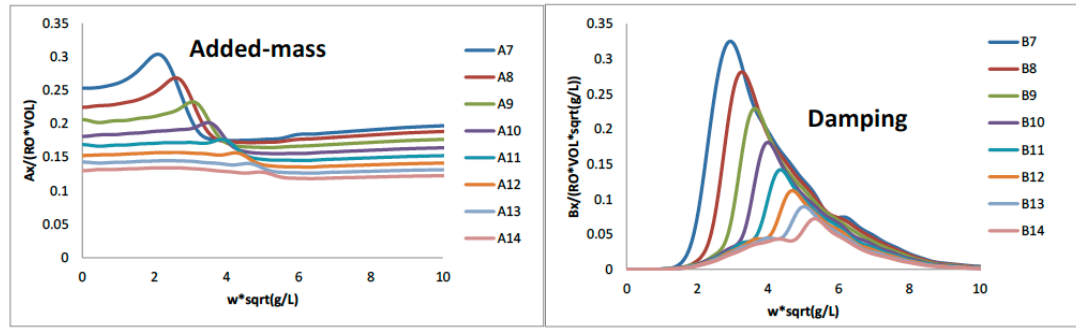 0.35
0.3
0.25
0.2
0.15
0.1
0.05
0
Ax/(RO*VOL)
Added-mass
0 2 4 6 8 10
w*sqrt(g/L)
A7
A8
A9
A10
A11
A12
A13
A14
0.35
0.3
0.25
0.2
0.15
0.1
0.05
0
Bx/(RO*VOL*sqrt(g/L))
Damping
0 2 4 6 8 10
w*sqrt(g/L)
B7
B8
B9
B10
B11
B12
B13
B14